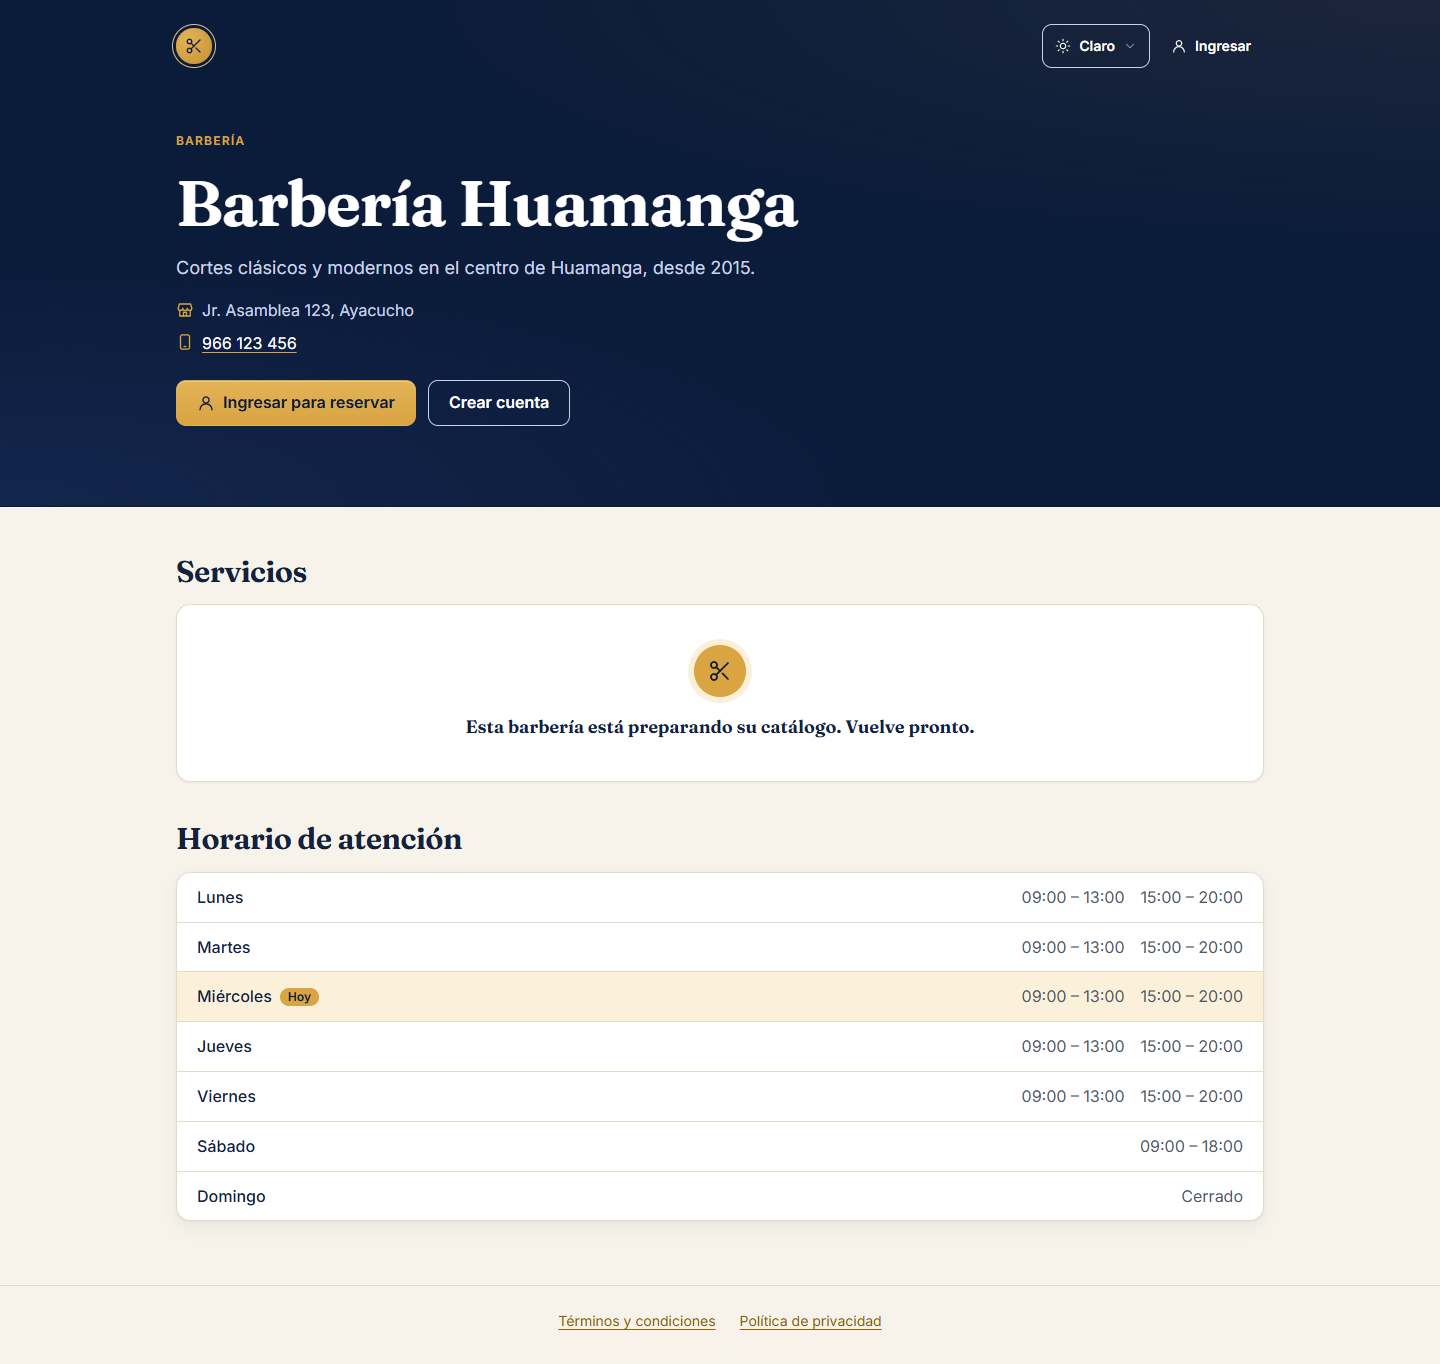 Claro
Ingresar
BARBERÍA
Barbería Huamanga
Cortes clásicos y modernos en el centro de Huamanga, desde 2015.
Jr. Asamblea 123, Ayacucho
966 123 456
Ingresar para reservar
Crear cuenta
Servicios
Esta barbería está preparando su catálogo. Vuelve pronto.
Horario de atención
Lunes 09:00 – 13:00 15:00 – 20:00
Martes 09:00 – 13:00 15:00 – 20:00
Miércoles Hoy 09:00 – 13:00 15:00 – 20:00
Jueves 09:00 – 13:00 15:00 – 20:00
Viernes 09:00 – 13:00 15:00 – 20:00
Sábado 09:00 – 18:00
Domingo Cerrado
Términos y condiciones Política de privacidad